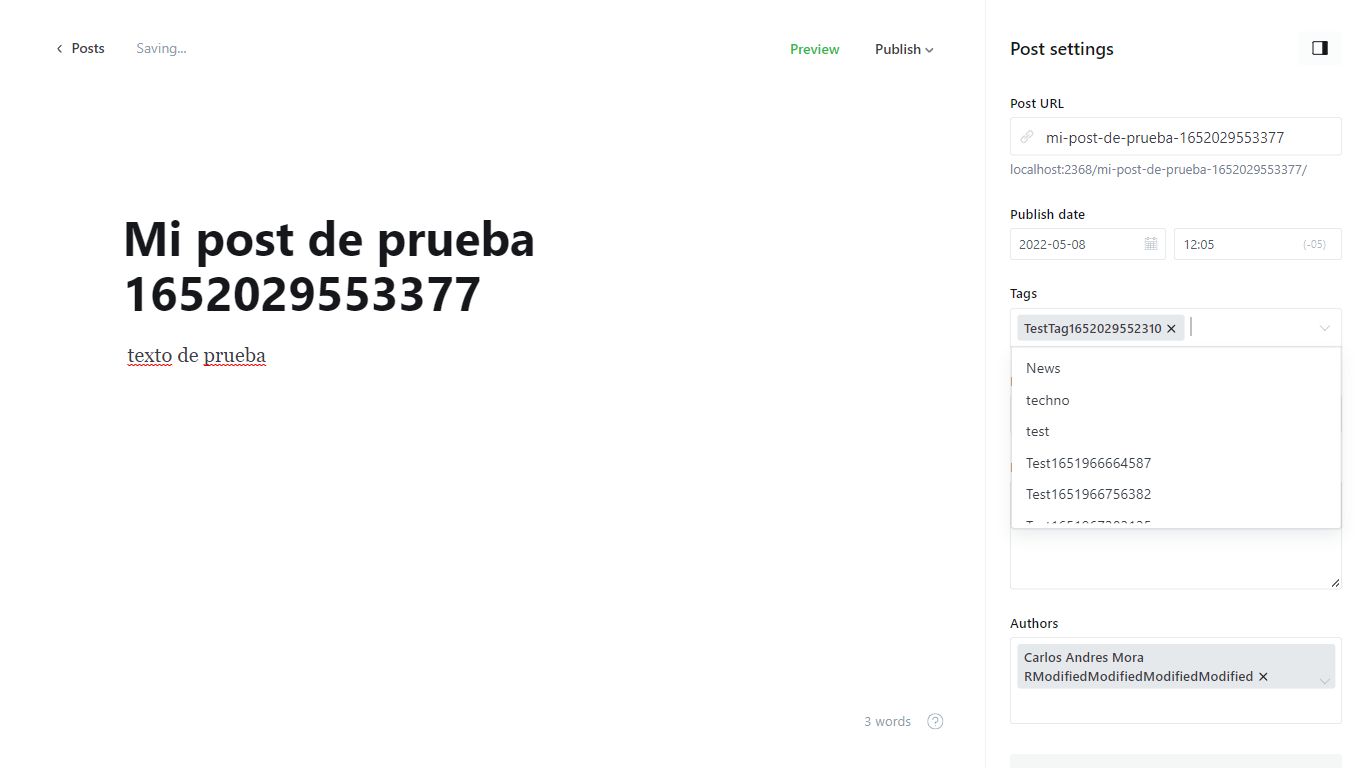 Posts
Saving...
Preview
Publish
Mi post de prueba
1652029553377
texto de prueba
3 words
Post settings
Post URL
mi-post-de-prueba-1652029553377
localhost:2368/mi-post-de-prueba-1652029553377/
Publish date
2022-05-08
12:05
(-05)
Tags
TestTag1652029552310 ×
News
techno
test
Test1651966664587
Test1651966756382
Authors
Carlos Andres Mora
RModifiedModifiedModifiedModified ×